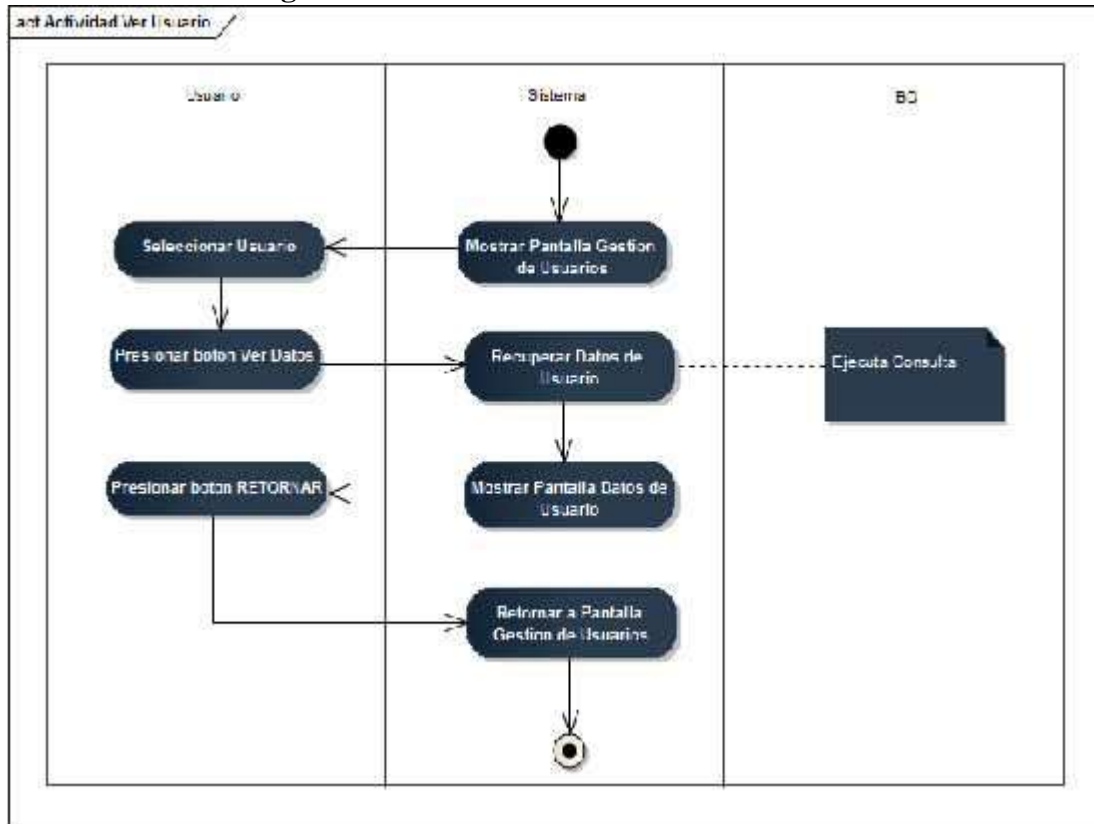 act Actividad Ver Usuario
Usuario
Sistema
BD
Seleccionar Usuario
Mostrar Pantalla Gestion
de Usuarios
Presionar boton Ver Datos
Recuperar Datos de
Usuario
Ejecuta Consulta
Presionar boton RETORNAR
Mostrar Pantalla Datos de
Usuario
Retornar a Pantalla
Gestion de Usuarios